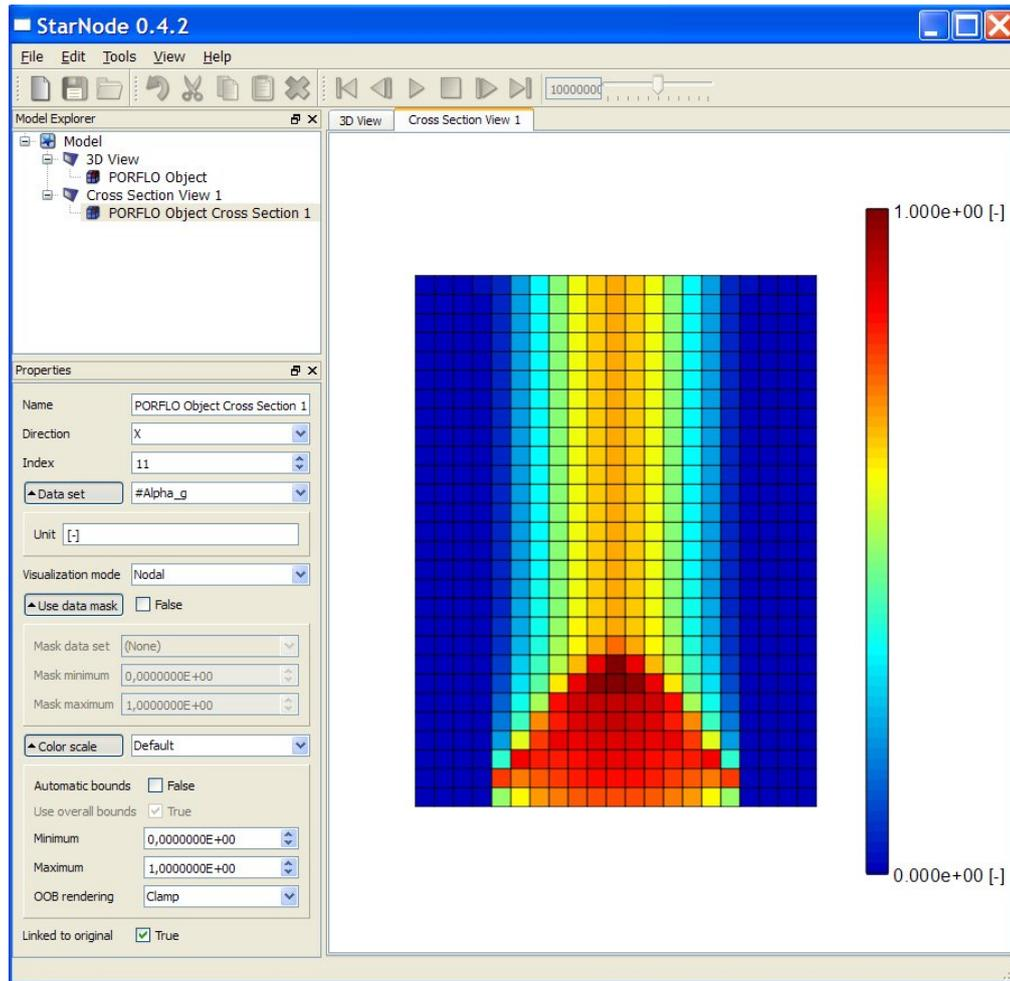 StarNode 0.4.2
File Edit Tools View Help
10000000
Model Explorer
3D View Cross Section View 1
Model
3D View
PORFLO Object
Cross Section View 1
PORFLO Object Cross Section 1
1.000e+00 [-]
0.000e+00 [-]
Properties
Name PORFLO Object Cross Section 1
Direction X
Index 11
Data set #Alpha_g
Unit [-]
Visualization mode Nodal
Use data mask False
Mask data set (None)
Mask minimum 0,0000000E+00
Mask maximum 1,0000000E+00
Color scale Default
Automatic bounds False
Use overall bounds True
Minimum 0,0000000E+00
Maximum 1,0000000E+00
OOB rendering Clamp
Linked to original True